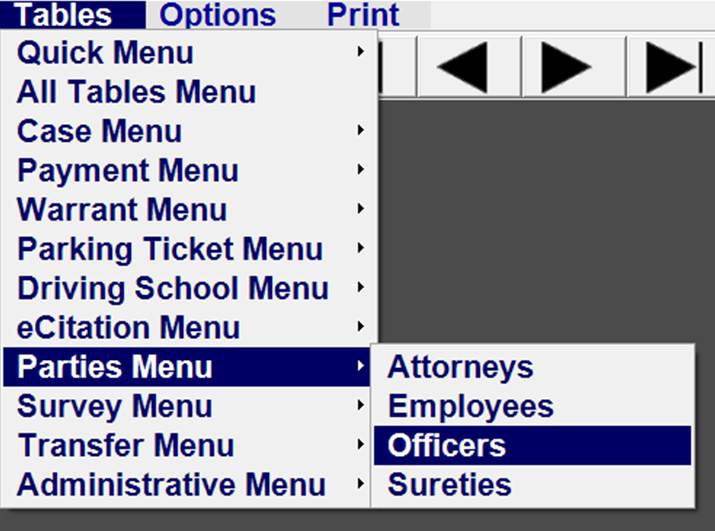 Tables Options Print
Quick Menu
All Tables Menu
Case Menu
Payment Menu
Warrant Menu
Parking Ticket Menu
Driving School Menu
eCitation Menu
Parties Menu
Survey Menu
Transfer Menu
Administrative Menu
Attorneys
Employees
Officers
Sureties